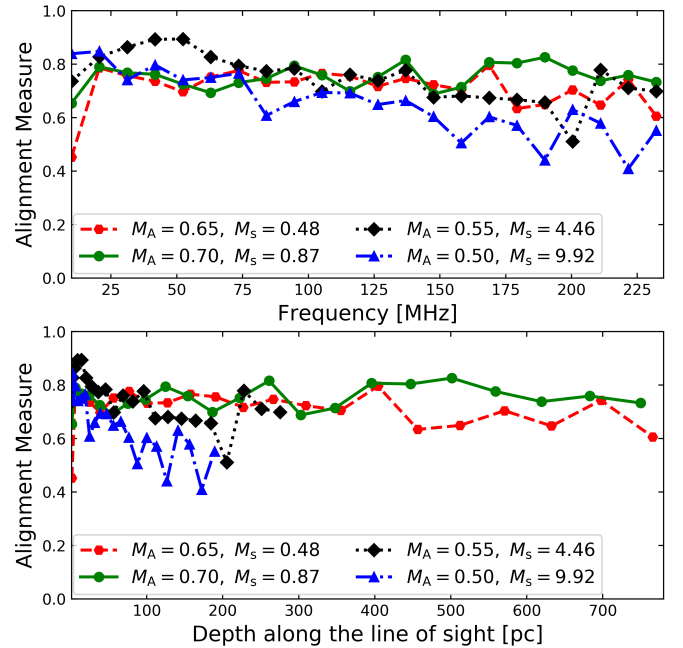 1.0
0.8
0.6
0.4
0.2
0.0
Alignment Measure
M_A = 0.65, M_s = 0.48
M_A = 0.70, M_s = 0.87
M_A = 0.55, M_s = 4.46
M_A = 0.50, M_s = 9.92
25 50 75 100 125 150 175 200 225
Frequency [MHz]
1.0
0.8
0.6
0.4
0.2
0.0
Alignment Measure
M_A = 0.65, M_s = 0.48
M_A = 0.70, M_s = 0.87
M_A = 0.55, M_s = 4.46
M_A = 0.50, M_s = 9.92
100 200 300 400 500 600 700
Depth along the line of sight [pc]